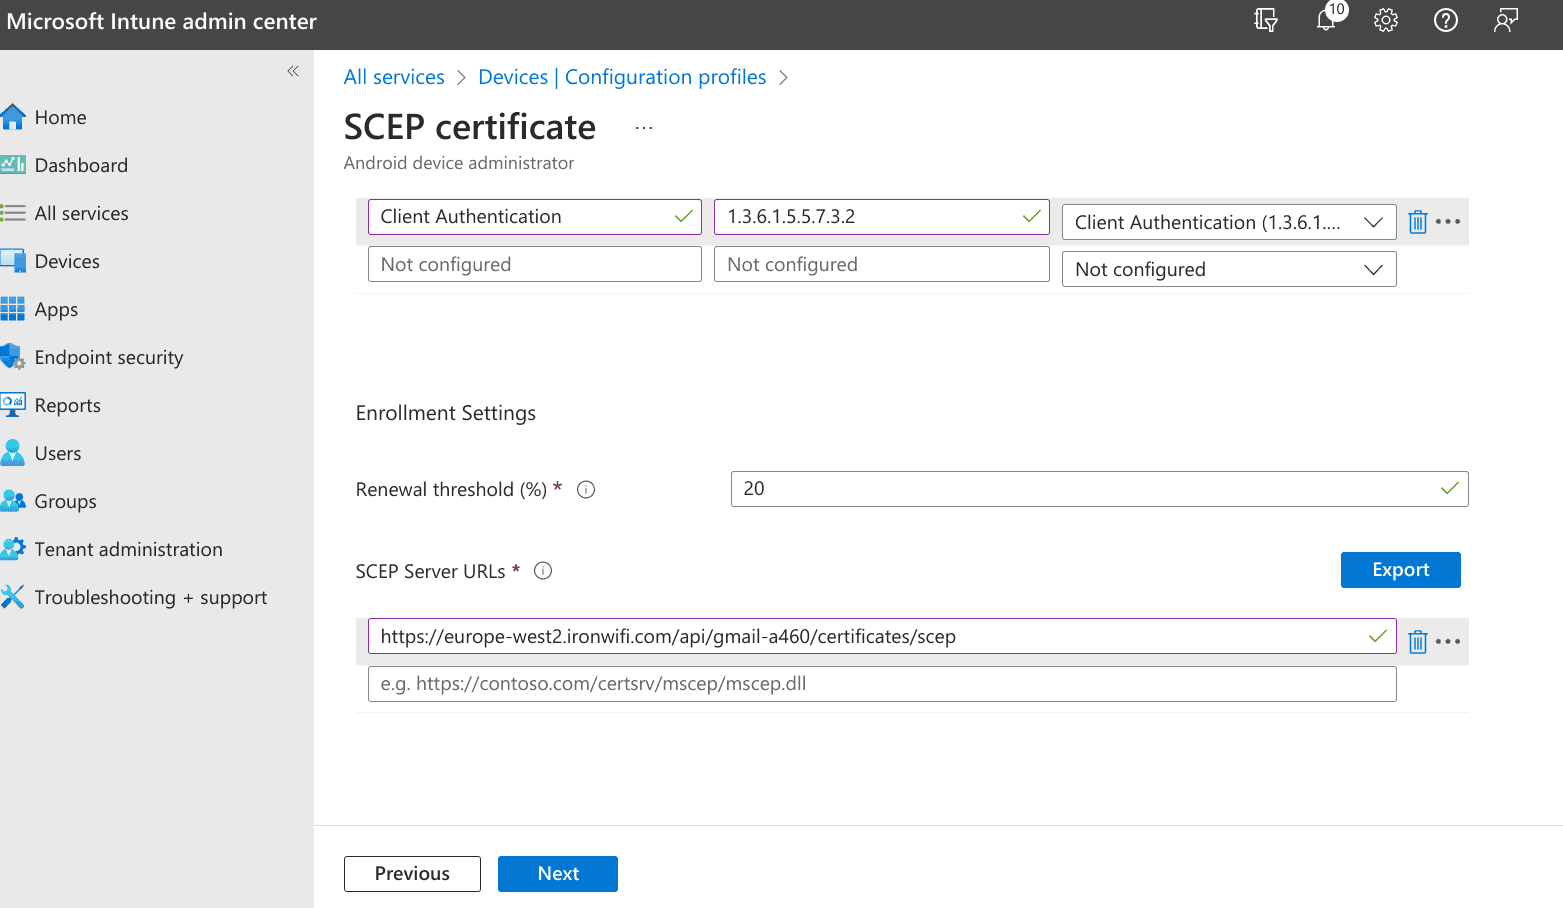 Microsoft Intune admin center
10
All services > Devices | Configuration profiles >
SCEP certificate ...
Android device administrator
Home
Dashboard
All services
Devices
Apps
Endpoint security
Reports
Users
Groups
Tenant administration
Troubleshooting + support
Client Authentication 1.3.6.1.5.5.7.3.2 Client Authentication (1.3.6.1....
Not configured Not configured Not configured
Enrollment Settings
Renewal threshold (%) * 20
SCEP Server URLs * Export
https://europe-west2.ironwifi.com/api/gmail-a460/certificates/scep
e.g. https://contoso.com/certsrv/mscep/mscep.dll
Previous Next